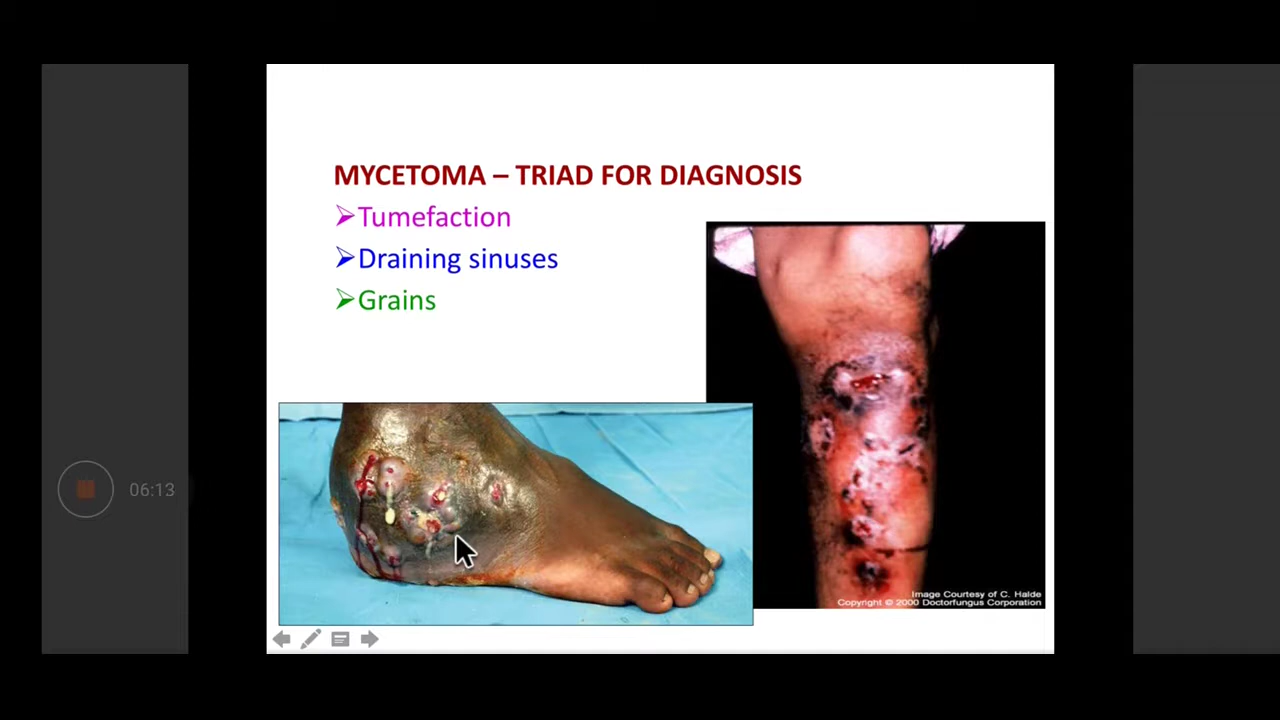 MYCETOMA – TRIAD FOR DIAGNOSIS
➢Tumefaction
➢Draining sinuses
➢Grains
06:13
Image Courtesy of C. Halde
Copyright © 2000 Doctorfungus Corporation